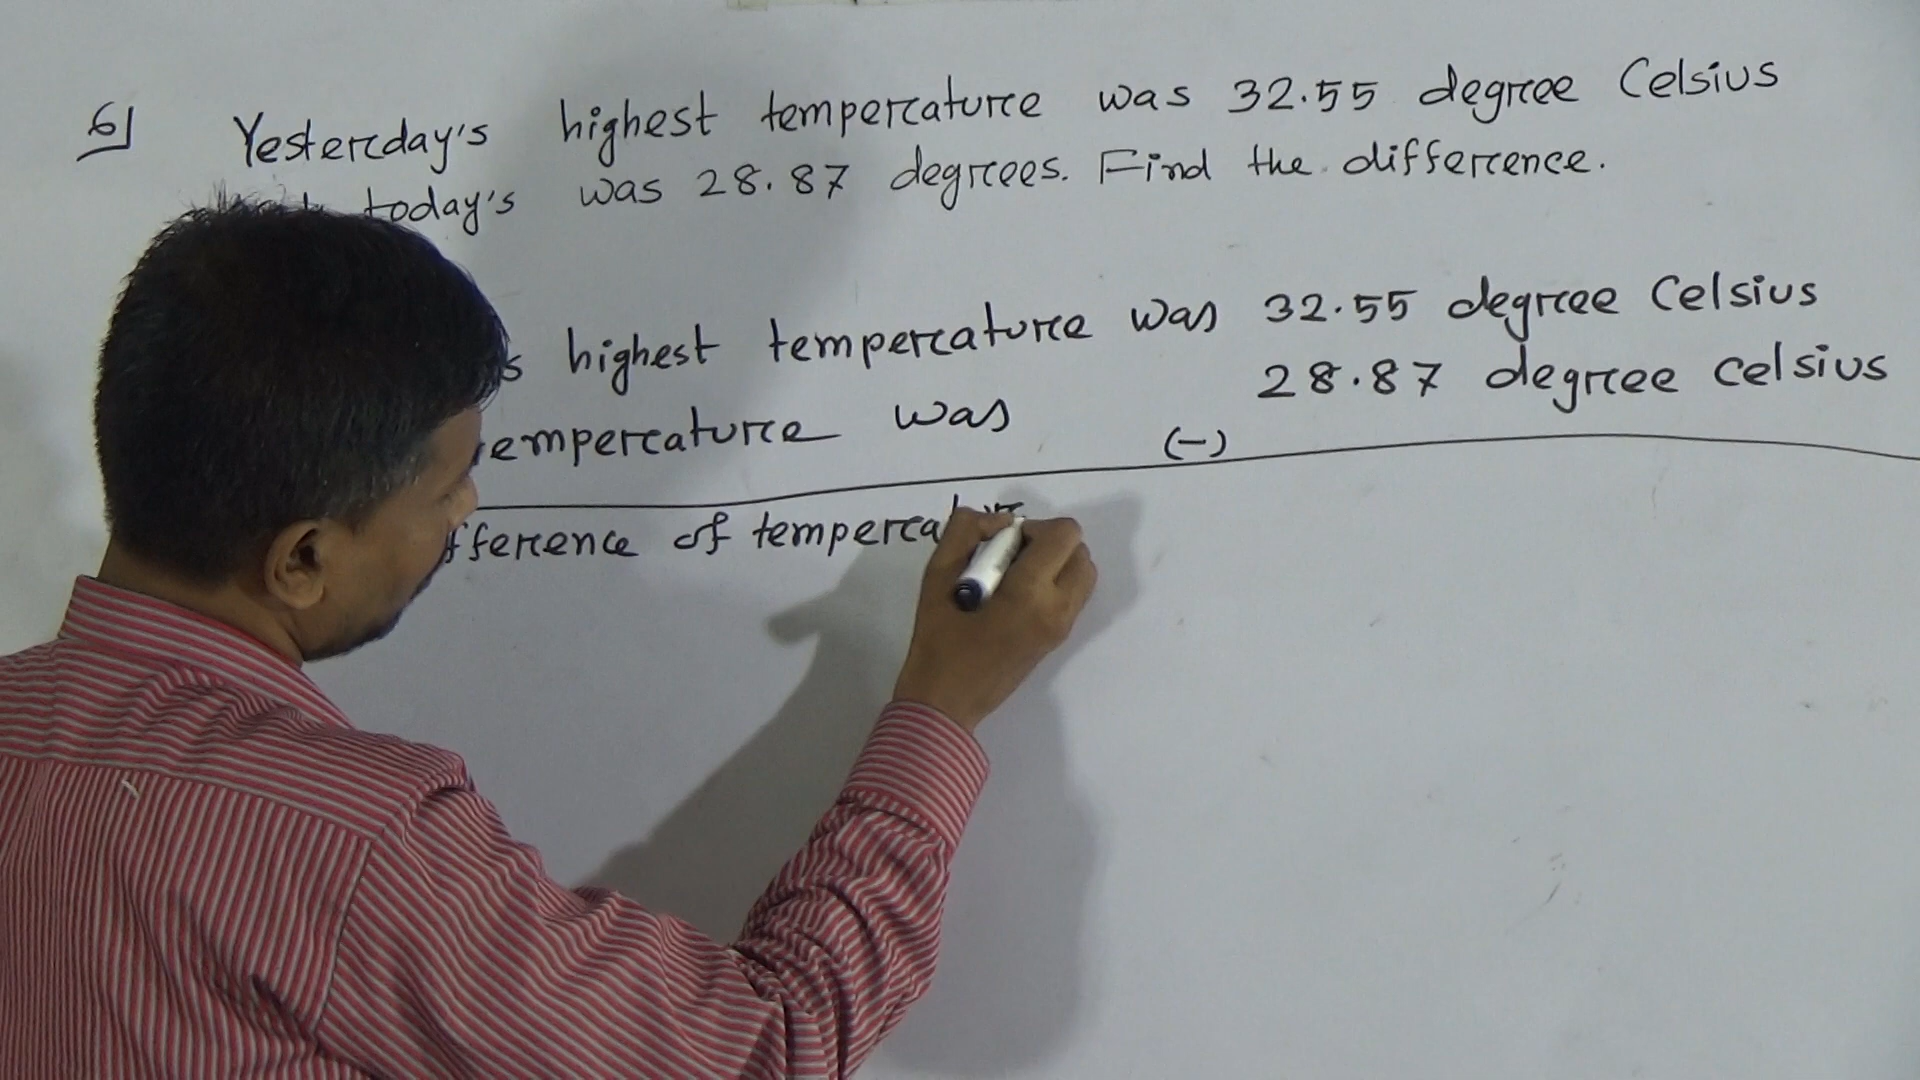 6] Yesterday's highest temperature was 32.55 degree Celsius
today's was 28.87 degrees. Find the difference.
s highest temperature was 32.55 degree Celsius
temperature was 28.87 degree celsius
(-)
fference of temperatur